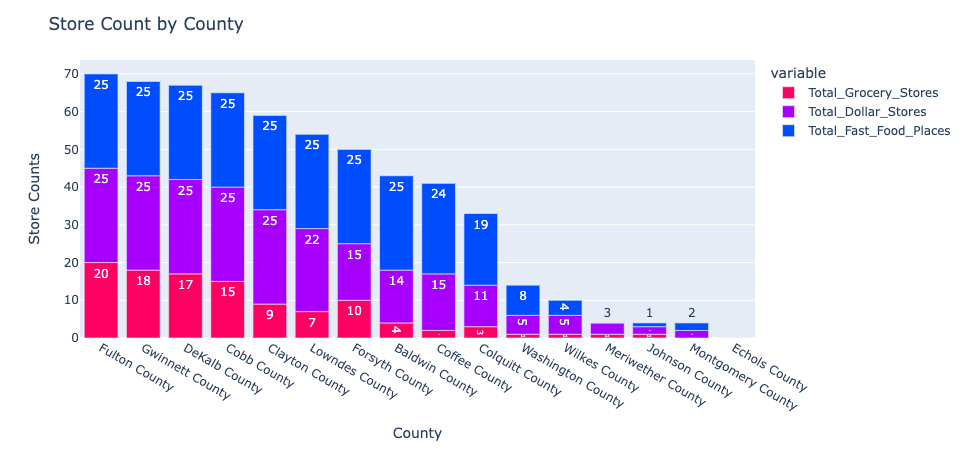 Store Count by County
variable
Total_Grocery_Stores
Total_Dollar_Stores
Total_Fast_Food_Places
Store Counts
70
60
50
40
30
20
10
0
25 25 25 25 25 25 25 25 24 19 8 4 3 1 2
25 25 25 25 25 22 15 14 15 11 5 5
20 18 17 15 9 7 10 4 3
Fulton County
Gwinnett County
DeKalb County
Cobb County
Clayton County
Lowndes County
Forsyth County
Baldwin County
Coffee County
Colquitt County
Washington County
Wilkes County
Meriwether County
Johnson County
Montgomery County
Echols County
County